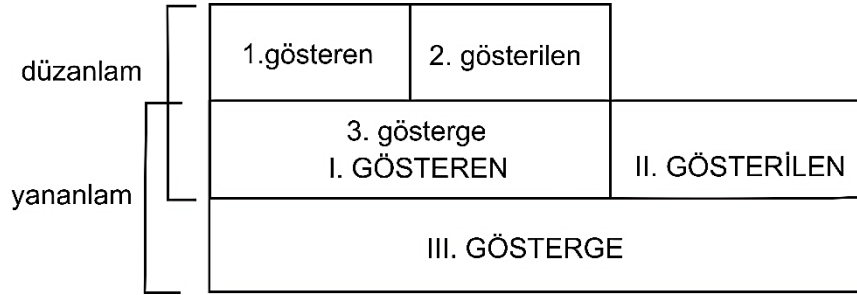 düzanlam
1.gösteren
2. gösterilen
yananlam
3. gösterge
I. GÖSTEREN
II. GÖSTERİLEN
III. GÖSTERGE